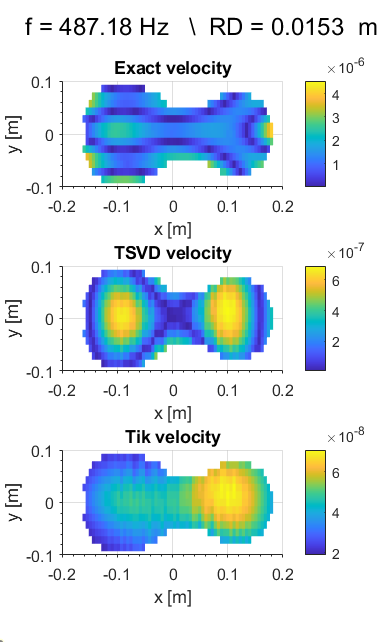 f = 487.18 Hz \ RD = 0.0153 m
Exact velocity
×10⁻⁶
0.1
0
-0.1
y [m]
4
3
2
1
-0.2 -0.1 0 0.1 0.2
x [m]
TSVD velocity
×10⁻⁷
0.1
0
-0.1
y [m]
6
4
2
-0.2 -0.1 0 0.1 0.2
x [m]
Tik velocity
×10⁻⁸
0.1
0
-0.1
y [m]
6
4
2
-0.2 -0.1 0 0.1 0.2
x [m]